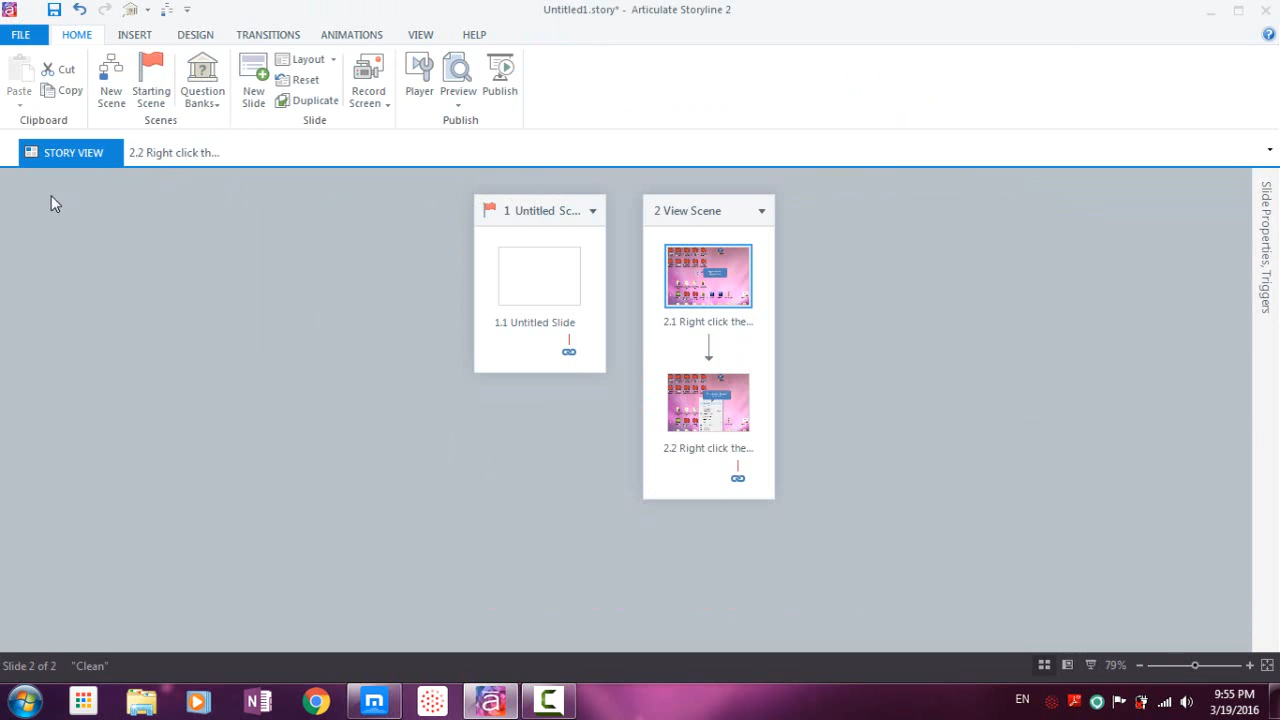 Untitled1.story* - Articulate Storyline 2
FILE
HOME
INSERT
DESIGN
TRANSITIONS
ANIMATIONS
VIEW
HELP
Paste
Cut
Copy
New Scene
Starting Scene
Question Banks
New Slide
Layout
Reset
Duplicate
Record Screen
Player
Preview
Publish
Clipboard
Scenes
Slide
Publish
STORY VIEW
2.2 Right click th...
1 Untitled Sc...
2 View Scene
1.1 Untitled Slide
2.1 Right click the...
2.2 Right click the...
Slide Properties, Triggers
Slide 2 of 2
"Clean"
79%
EN
9:55 PM
3/19/2016